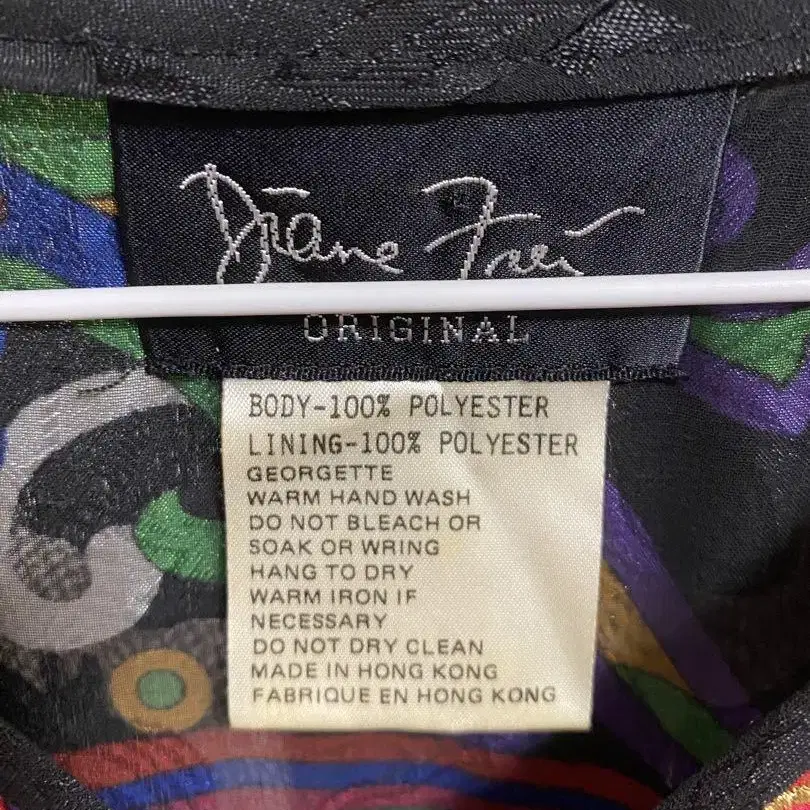 Diane Freis
ORIGINAL
BODY-100% POLYESTER
LINING-100% POLYESTER
GEORGETTE
WARM HAND WASH
DO NOT BLEACH OR
SOAK OR WRING
HANG TO DRY
WARM IRON IF
NECESSARY
DO NOT DRY CLEAN
MADE IN HONG KONG
FABRIQUE EN HONG KONG